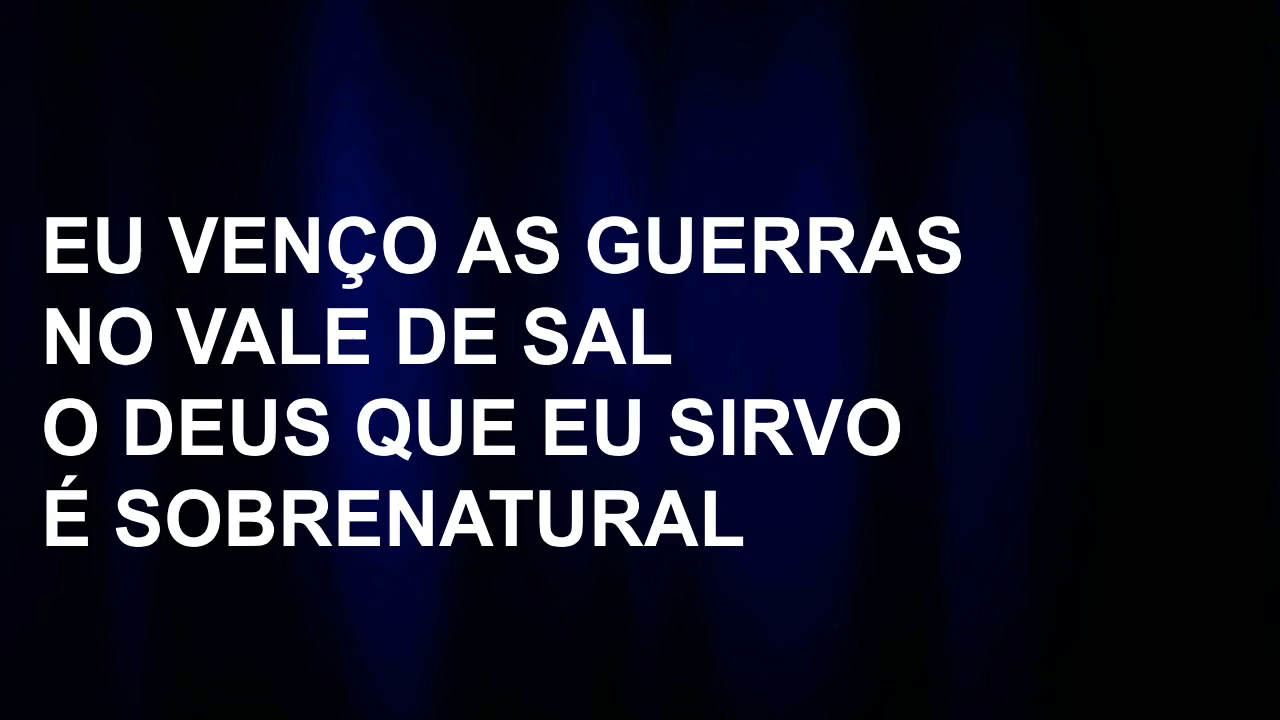 EU VENÇO AS GUERRAS
NO VALE DE SAL
O DEUS QUE EU SIRVO
É SOBRENATURAL